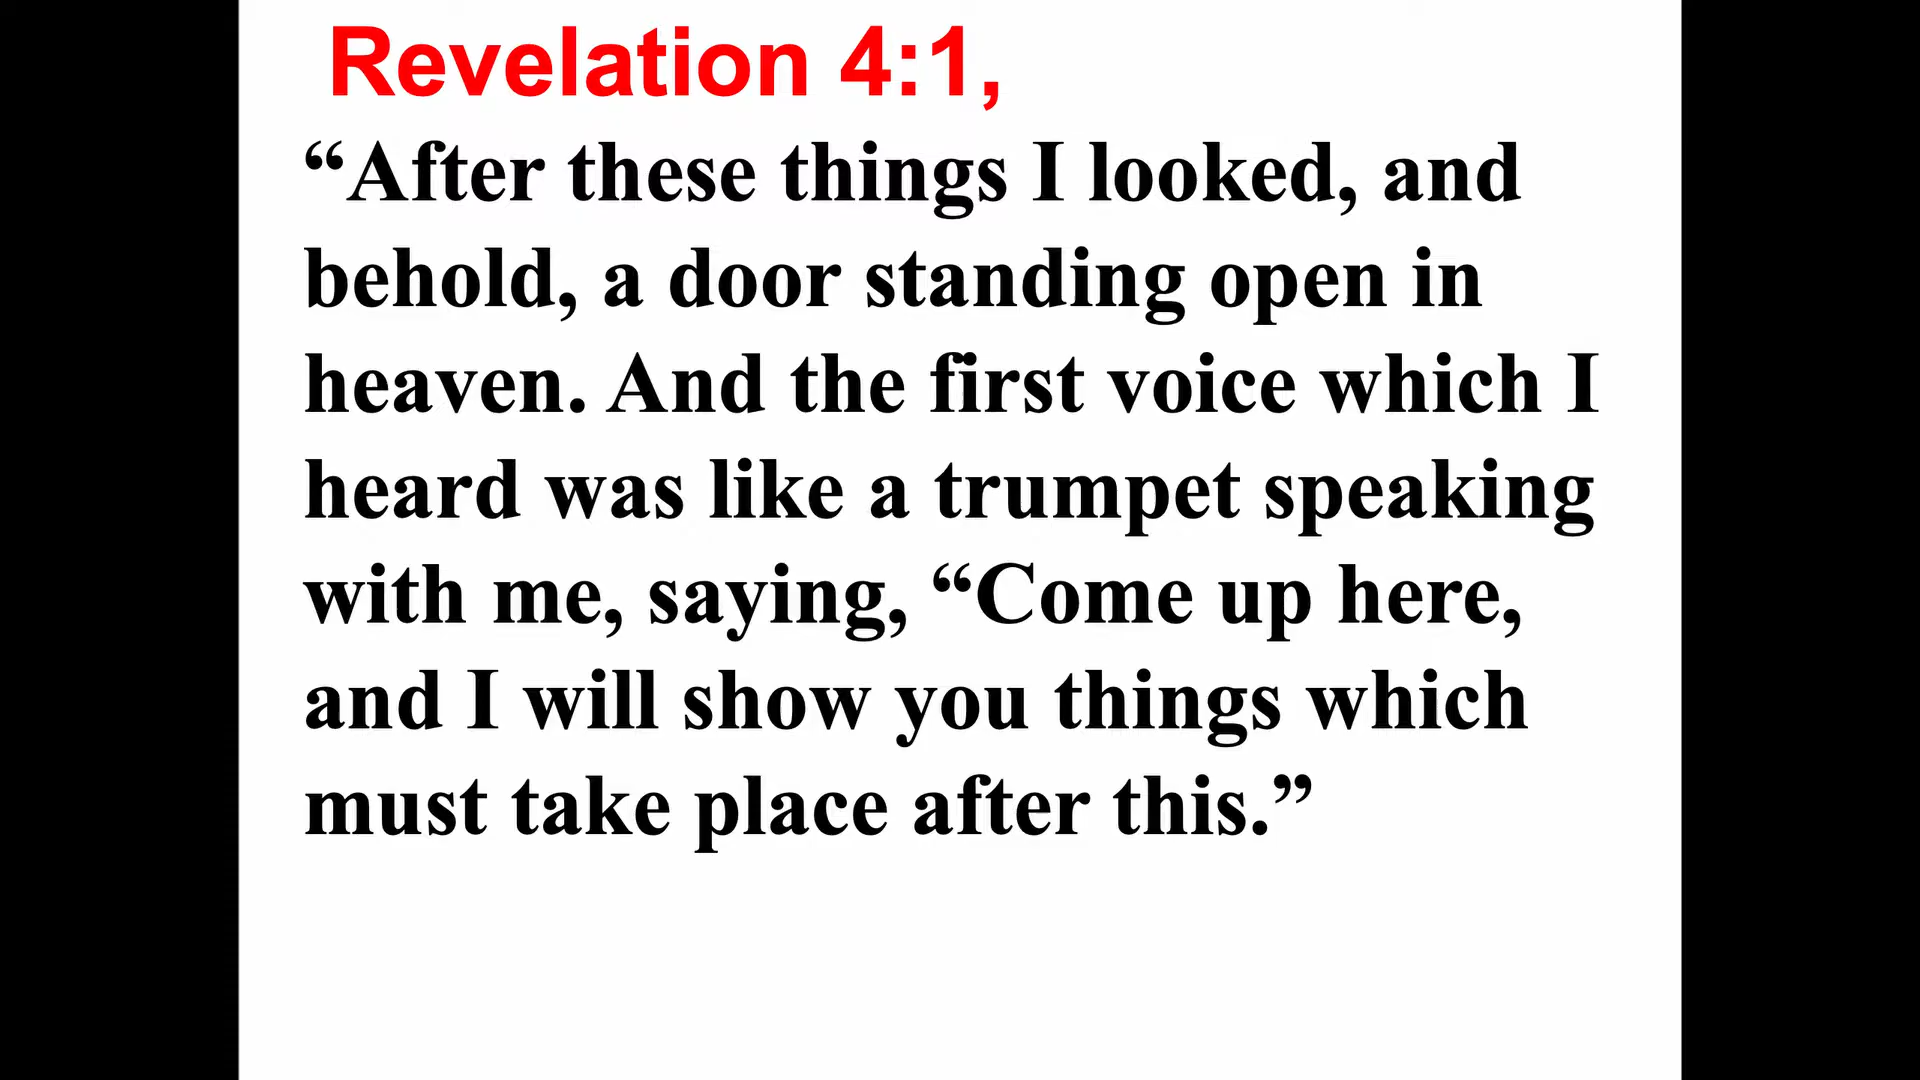 Revelation 4:1,
“After these things I looked, and
behold, a door standing open in
heaven. And the first voice which I
heard was like a trumpet speaking
with me, saying, “Come up here,
and I will show you things which
must take place after this.”